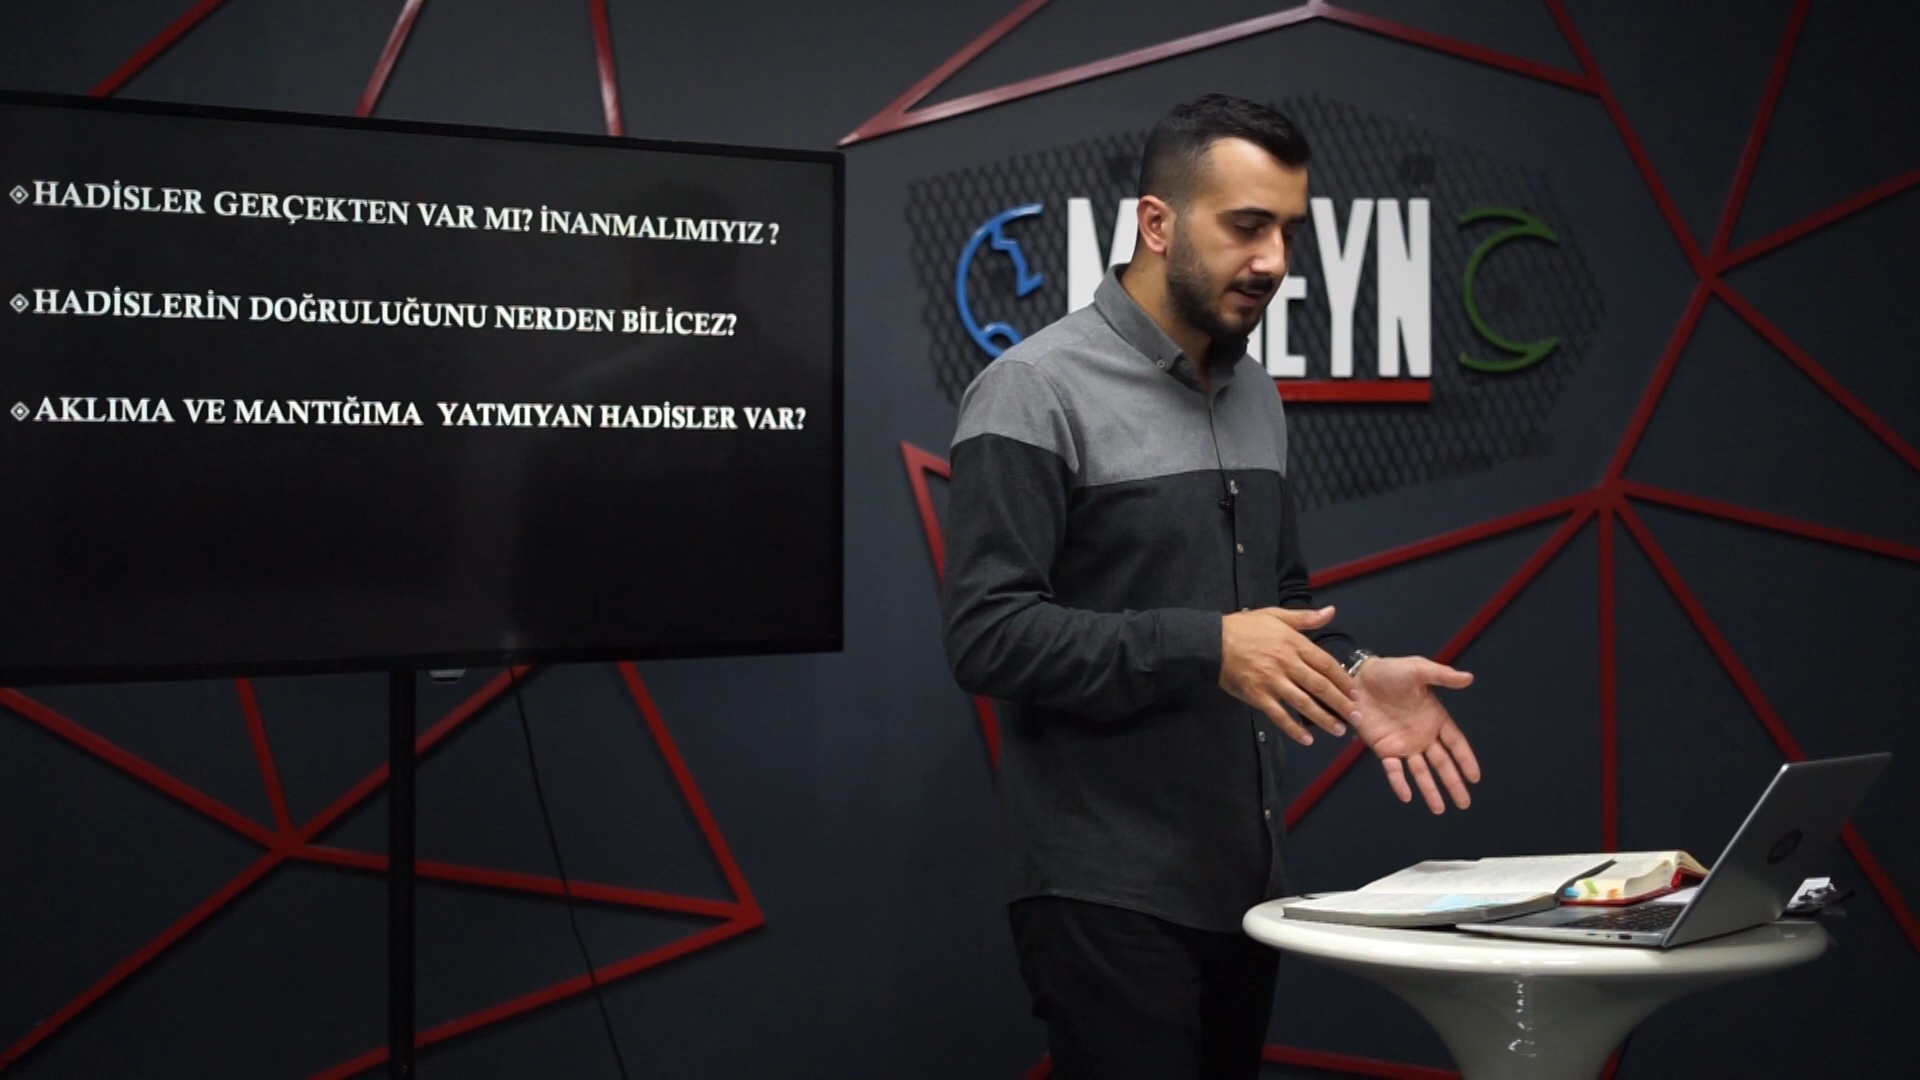 HADİSLER GERÇEKTEN VAR MI? İNANMALIMIYIZ ?
HADİSLERİN DOĞRULUĞUNU NERDEN BİLİCEZ?
AKLIMA VE MANTIĞIMA YATMIYAN HADİSLER VAR?